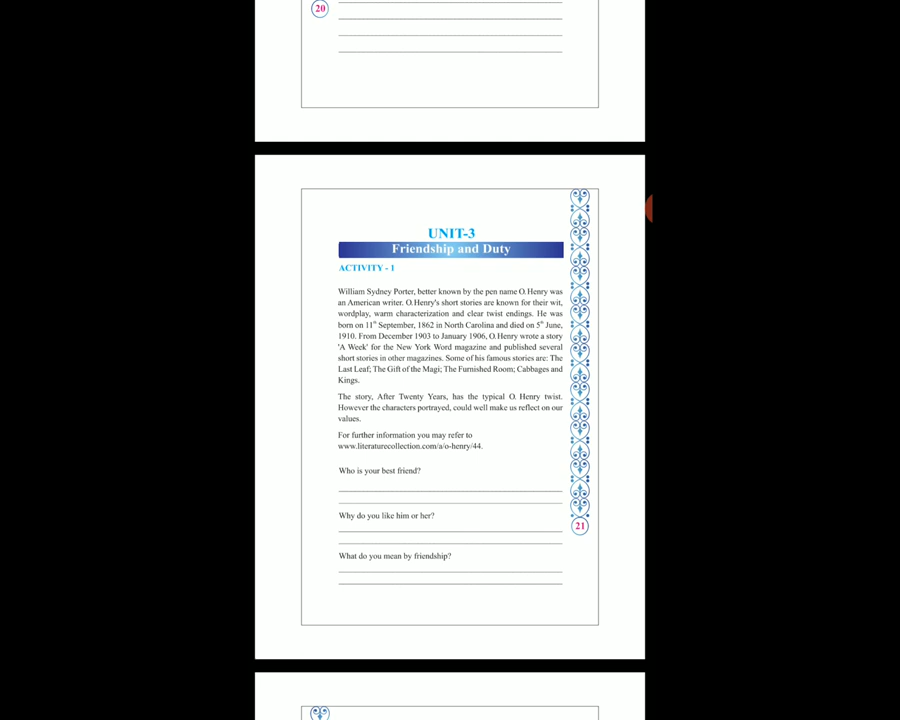 20
UNIT-3
Friendship and Duty
ACTIVITY - 1
William Sydney Porter, better known by the pen name O.Henry was
an American writer. O.Henry's short stories are known for their wit,
wordplay, warm characterization and clear twist endings. He was
born on 11th September, 1862 in North Carolina and died on 5th June,
1910. From December 1903 to January 1906, O.Henry wrote a story
'A Week' for the New York Word magazine and published several
short stories in other magazines. Some of his famous stories are: The
Last Leaf; The Gift of the Magi; The Furnished Room; Cabbages and
Kings.
The story, After Twenty Years, has the typical O. Henry twist.
However the characters portrayed, could well make us reflect on our
values.
For further information you may refer to
www.literaturecollection.com/a/o-henry/44.
Who is your best friend?
Why do you like him or her?
21
What do you mean by friendship?